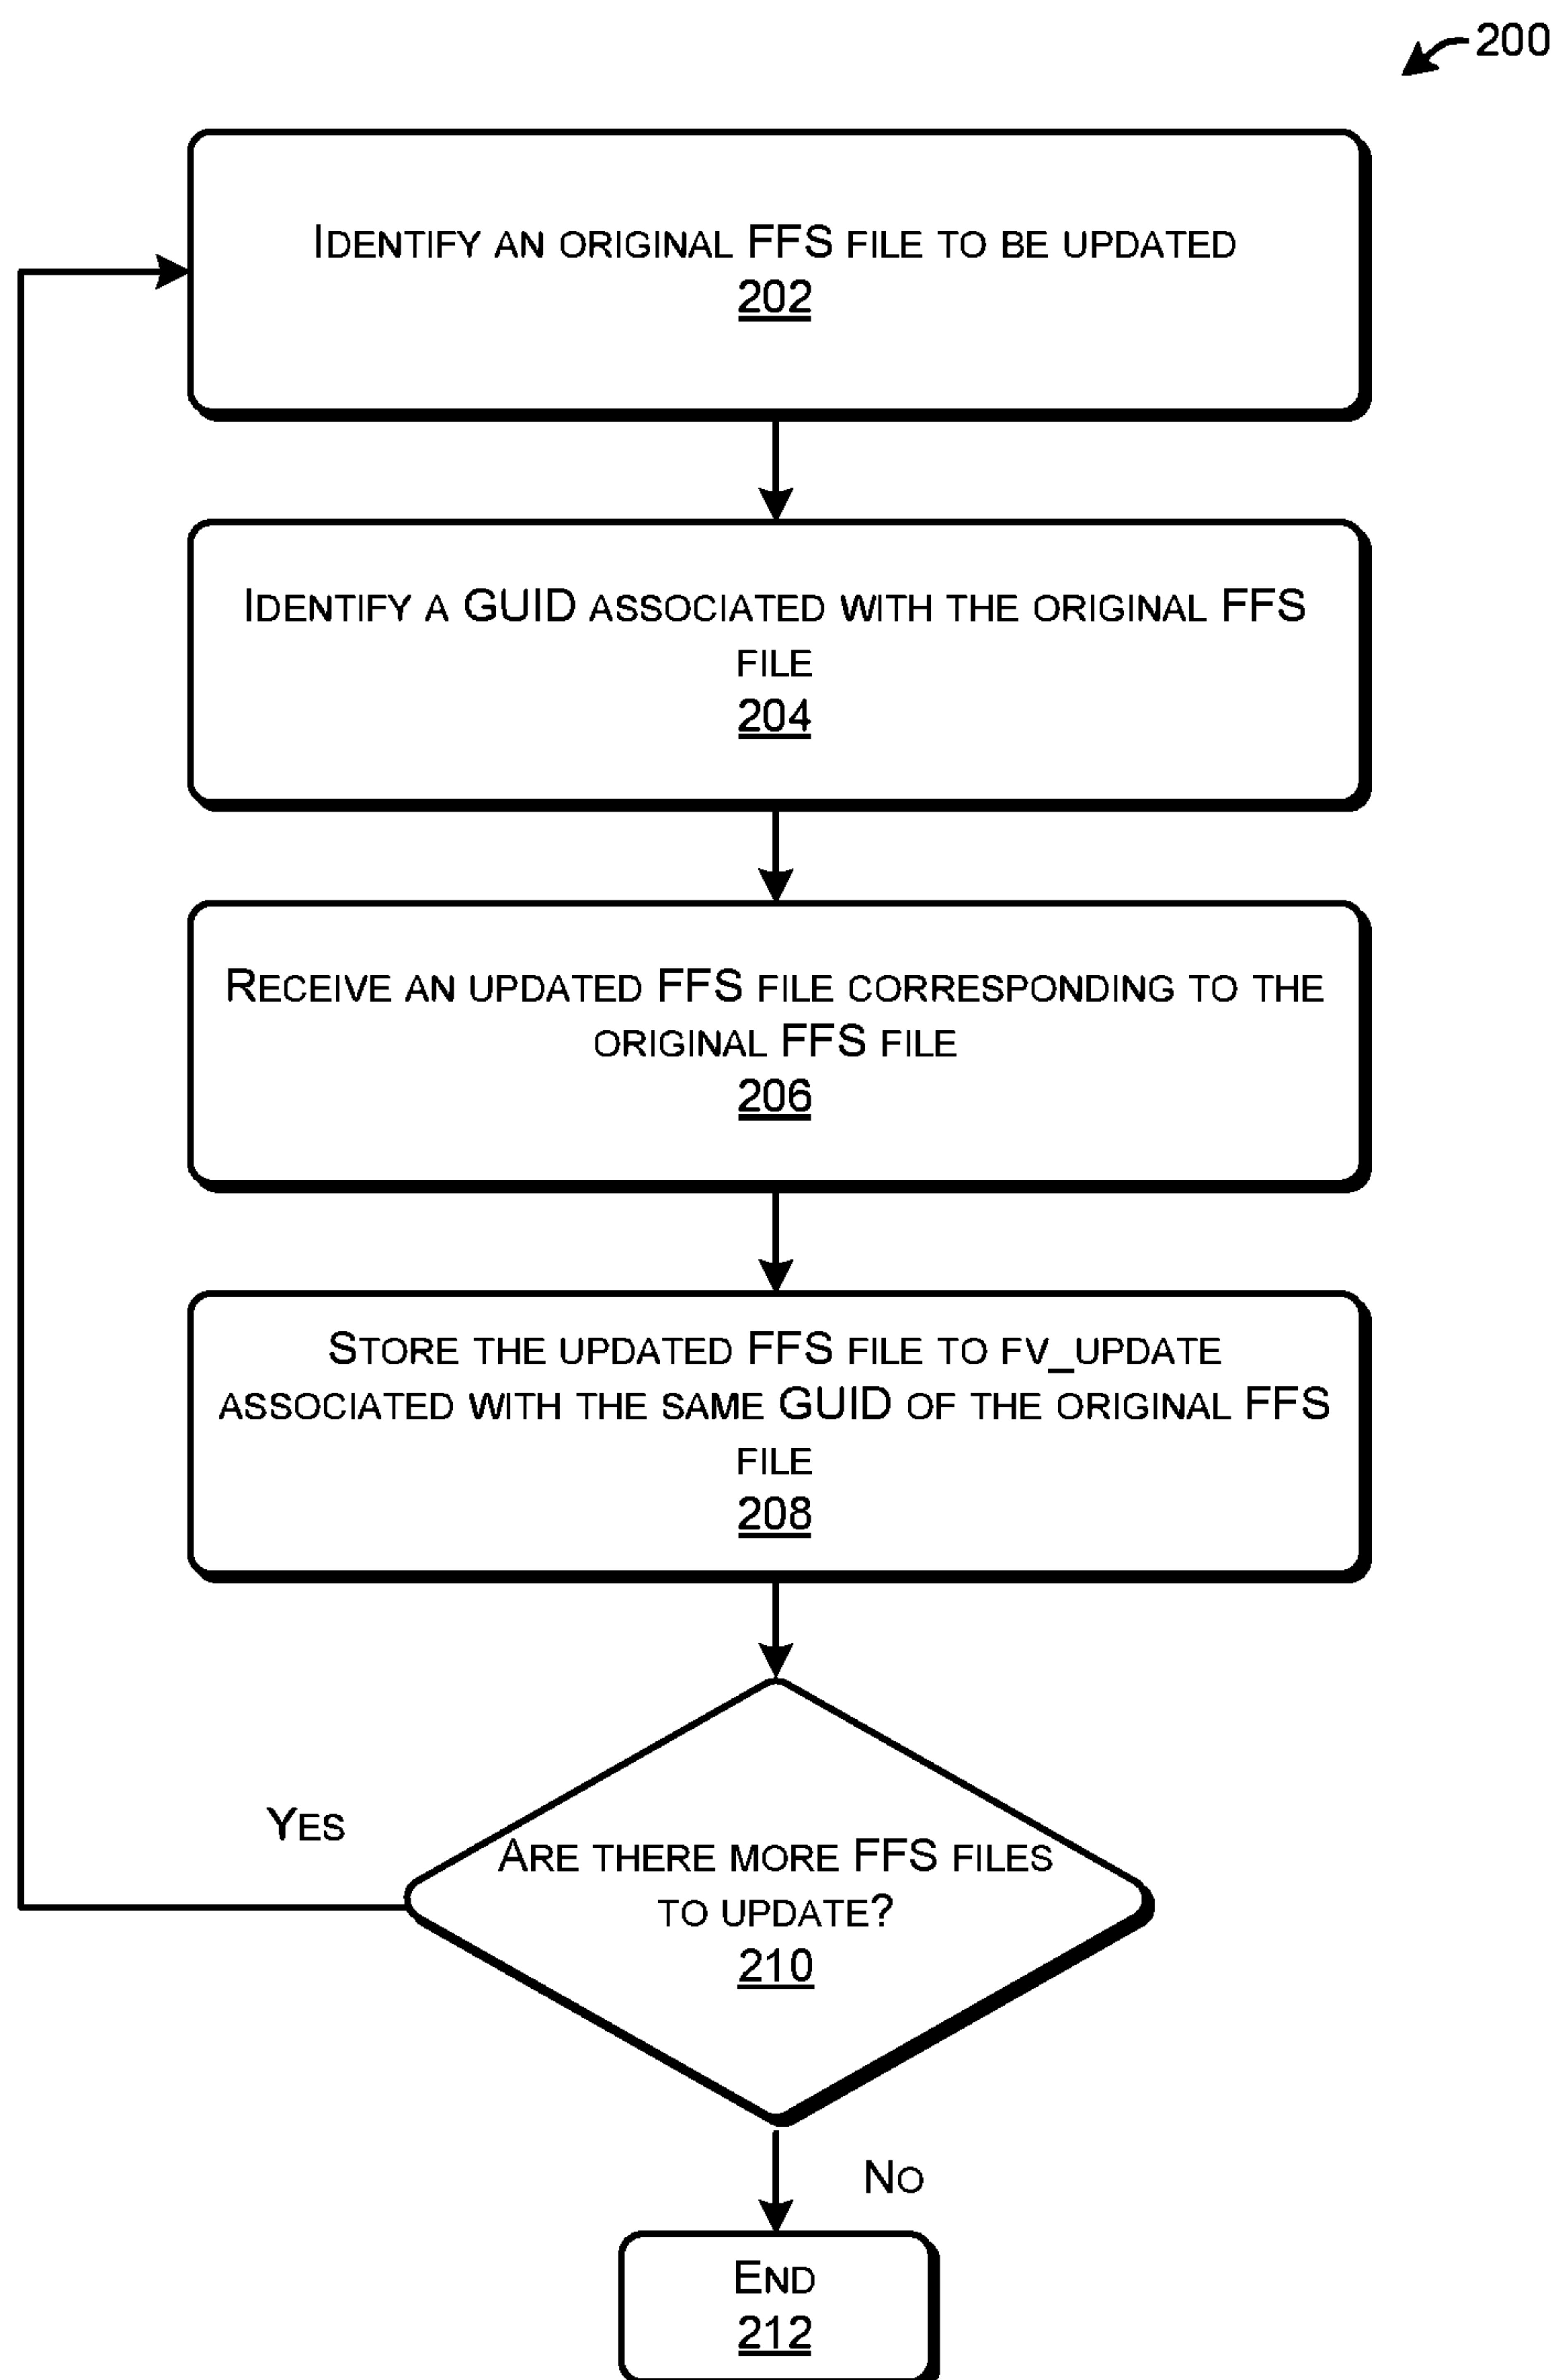 200
Identify an original FFS file to be updated
202
Identify a GUID associated with the original FFS
file
204
Receive an updated FFS file corresponding to the
original FFS file
206
Store the updated FFS file to fv_update
associated with the same GUID of the original FFS
file
208
Yes
Are there more FFS files
to update?
210
No
End
212